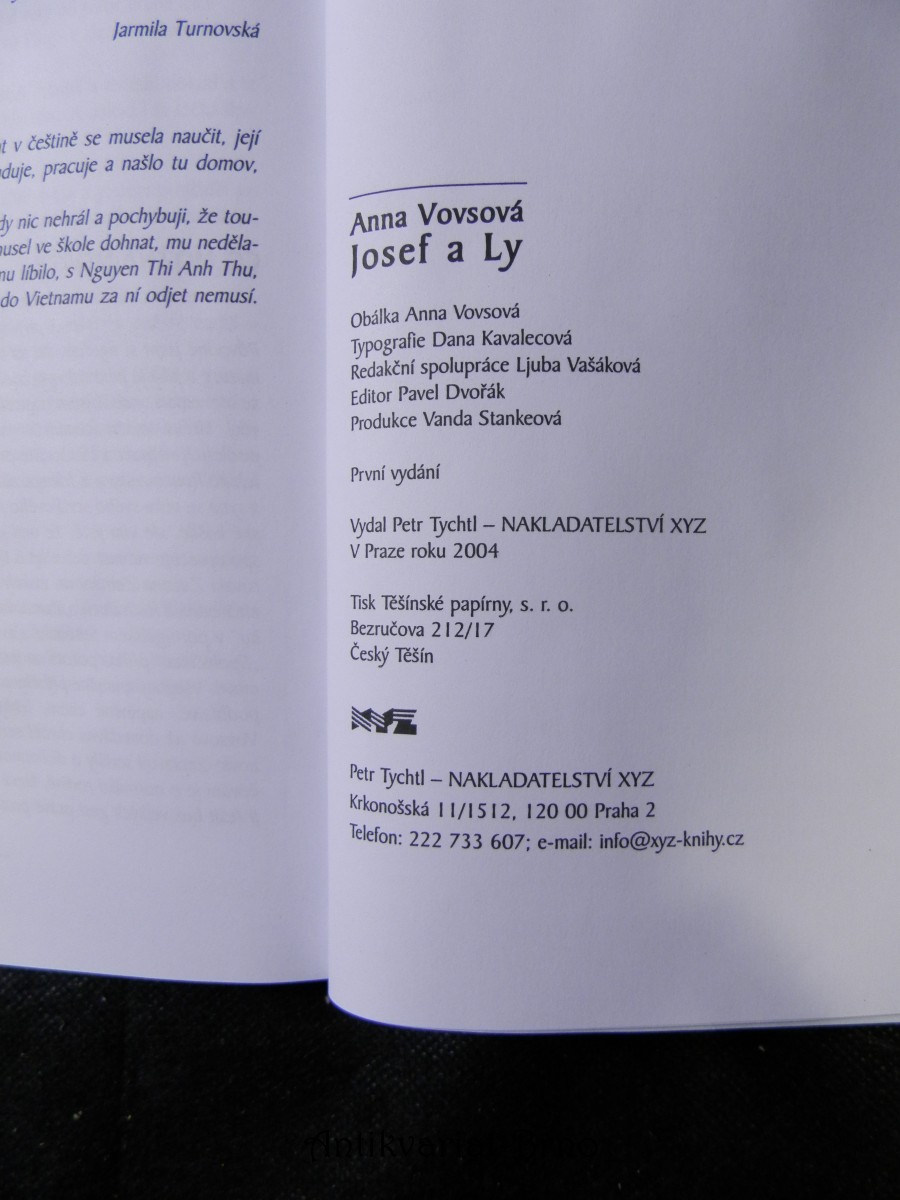 Jarmila Turnovská
v češtině se musela naučit, její
pracuje a našlo tu domov,
nic nehrál a pochybuji, že tou-
ve škole dohnat, mu neděla-
líbilo, s Nguyen Thi Anh Thu,
do Vietnamu za ní odjet nemusí.
Anna Vovsová
Josef a Ly
Obálka Anna Vovsová
Typografie Dana Kavalecová
Redakční spolupráce Ljuba Vašáková
Editor Pavel Dvořák
Produkce Vanda Stankeová
První vydání
Vydal Petr Tychtl – NAKLADATELSTVÍ XYZ
V Praze roku 2004
Tisk Těšínské papírny, s. r. o.
Bezručova 212/17
Český Těšín
XYZ
Petr Tychtl – NAKLADATELSTVÍ XYZ
Krkonošská 11/1512, 120 00 Praha 2
Telefon: 222 733 607; e-mail: info@xyz-knihy.cz